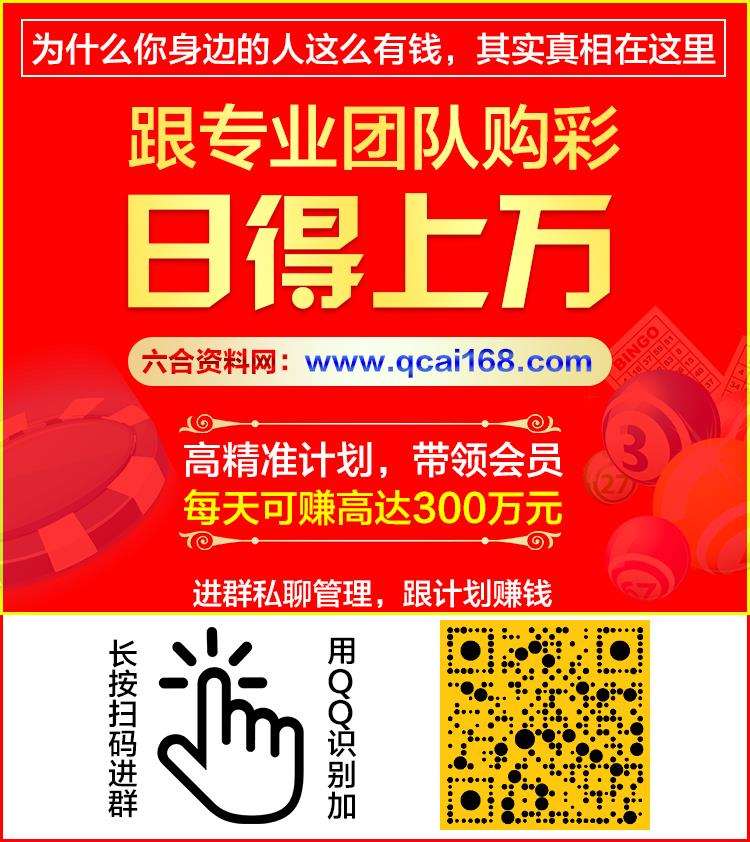 为什么你身边的人这么有钱，其实真相在这里
跟专业团队购彩
日得上万
六合资料网：www.qcai168.com
BINGO
高精准计划，带领会员
每天可赚高达300万元
3
27
57
进群私聊管理，跟计划赚钱
长按扫码进群
用QQ识别加